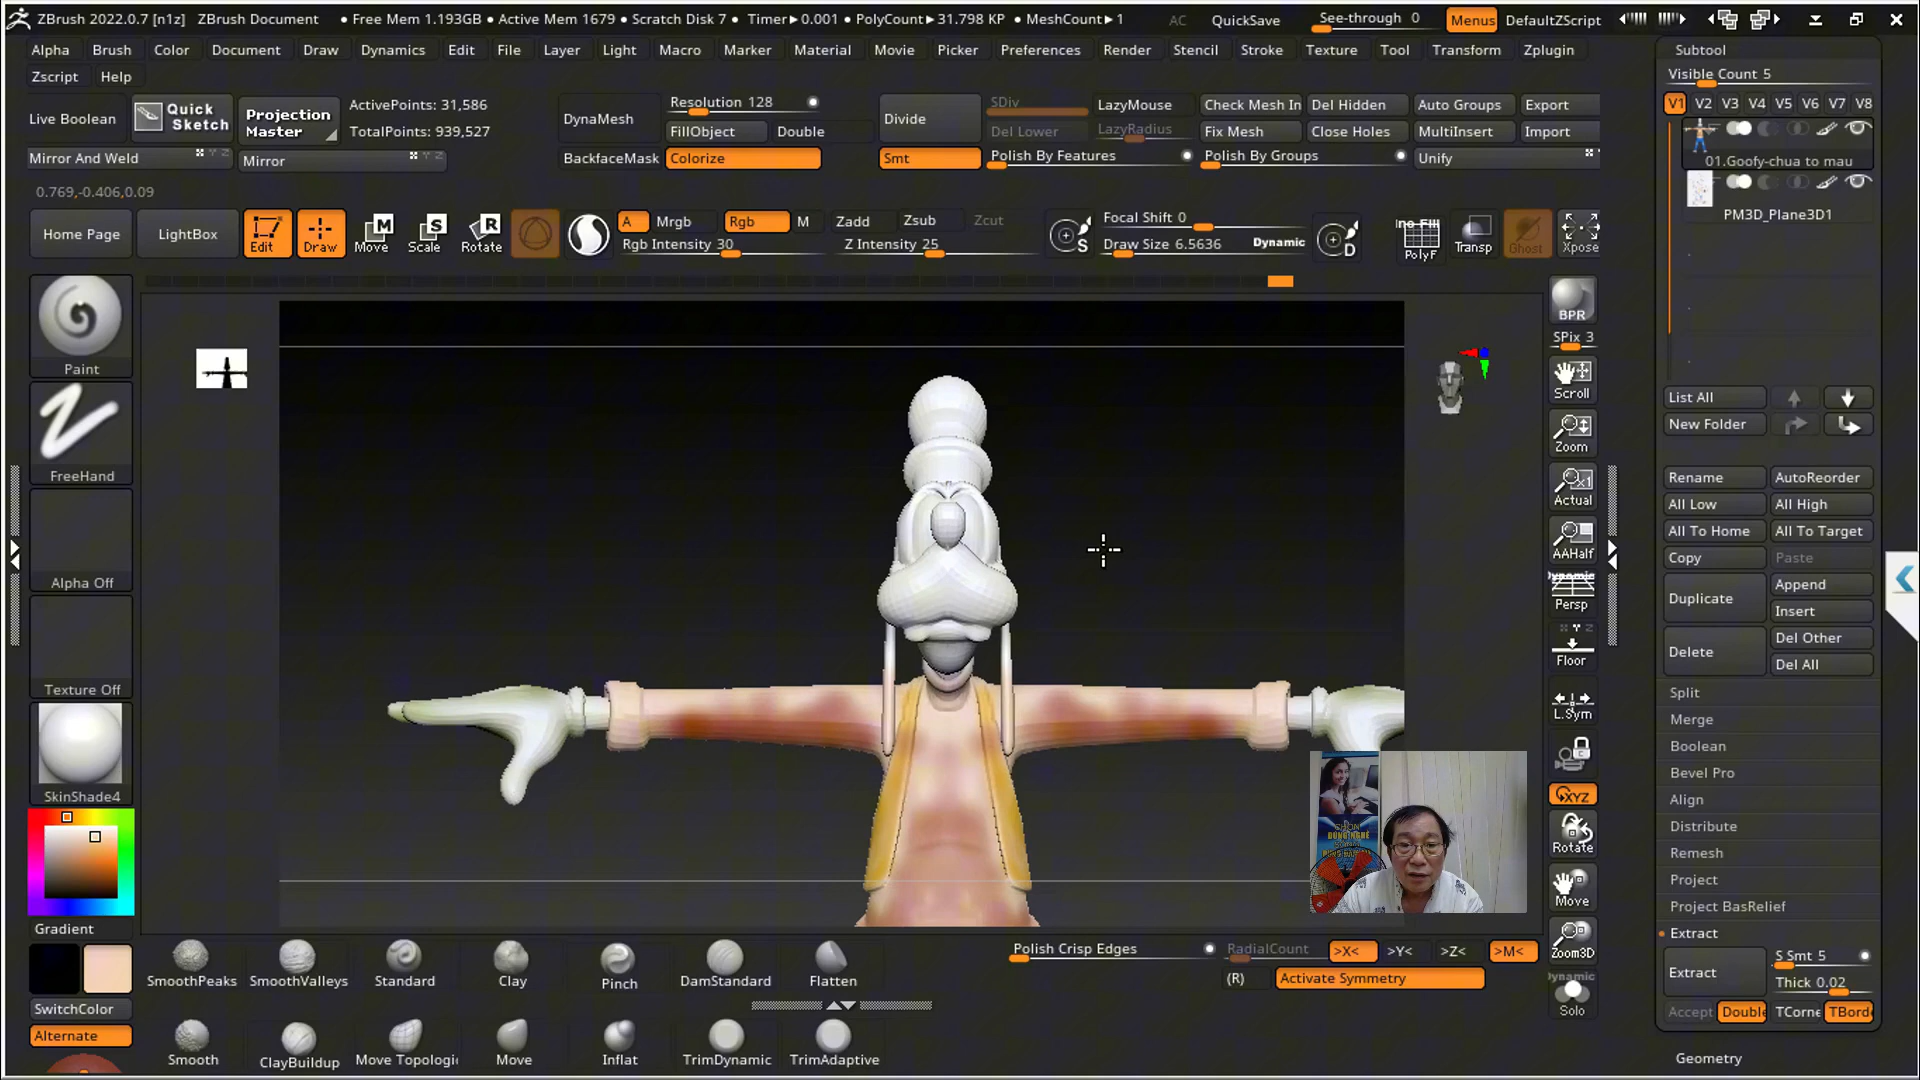 ZBrush 2022.0.7 [n1z] ZBrush Document • Free Mem 1.193GB • Active Mem 1679 • Scratch Disk 7 • Timer▸0.001 • PolyCount▸31.798 KP • MeshCount▸1 AC QuickSave See-through 0 Menus DefaultZScript
Alpha Brush Color Document Draw Dynamics Edit File Layer Light Macro Marker Material Movie Picker Preferences Render Stencil Stroke Texture Tool Transform Zplugin
Zscript Help
Live Boolean Quick Sketch Projection Master ActivePoints: 31,586 TotalPoints: 939,527
Mirror And Weld Mirror
DynaMesh BackfaceMask Resolution 128 FillObject Double Colorize
Divide Smt SDiv Del Lower Polish By Features
LazyMouse LazyRadius
Check Mesh In Fix Mesh Polish By Groups
Del Hidden Close Holes
Auto Groups MultiInsert Unify
Export Import
0.769,-0.406,0.09
Home Page LightBox Edit Draw Move Scale Rotate
M S R
A Mrgb Rgb M Zadd Zsub Zcut
Rgb Intensity 30 Z Intensity 25
S Focal Shift 0
Draw Size 6.5636 Dynamic D
PolyF Transp Ghost Xpose
Paint
FreeHand
Alpha Off
Texture Off
SkinShade4
Gradient
SwitchColor
Alternate
BPR
SPix 3
Scroll
Zoom
Actual
AAHalf
Dynamic
Persp
Floor
L.Sym
XYZ
Rotate
Move
Zoom3D
Dynamic
Solo
SmoothPeaks SmoothValleys Standard Clay Pinch DamStandard Flatten
Smooth ClayBuildup Move Topologi Move Inflat TrimDynamic TrimAdaptive
Polish Crisp Edges RadialCount >X< >Y< >Z< >M<
(R) Activate Symmetry
Subtool
Visible Count 5
V1 V2 V3 V4 V5 V6 V7 V8
01.Goofy-chua to mau
PM3D_Plane3D1
List All
New Folder
Rename AutoReorder
All Low All High
All To Home All To Target
Copy Paste
Duplicate Append
Insert
Delete Del Other
Del All
Split
Merge
Boolean
Bevel Pro
Align
Distribute
Remesh
Project
Project BasRelief
Extract
Extract S Smt 5
Thick 0.02
Accept Double TCorne TBord
Geometry